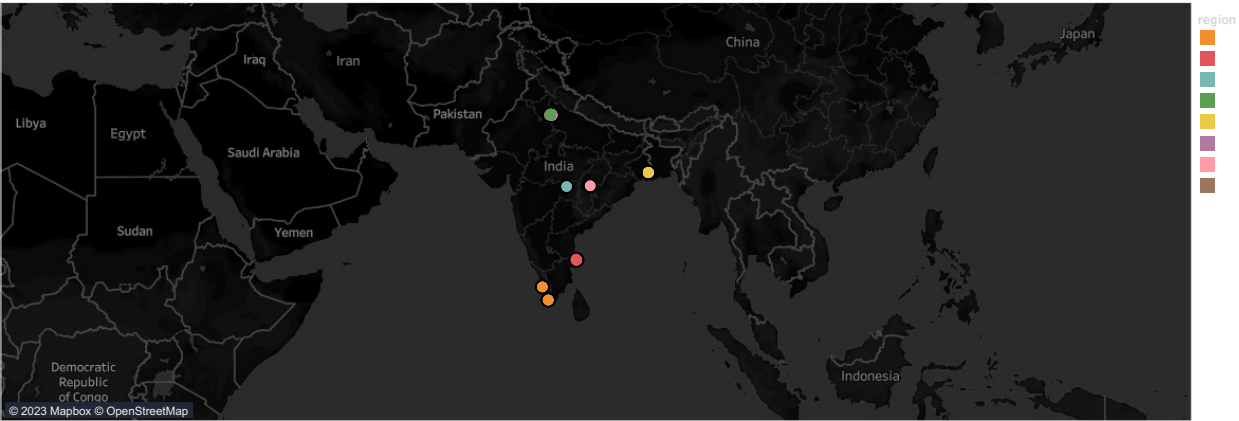 region
China
Japan
Iraq
Iran
Pakistan
Libya
Egypt
Saudi Arabia
India
Sudan
Yemen
Democratic
Republic
of Congo
Indonesia
© 2023 Mapbox © OpenStreetMap